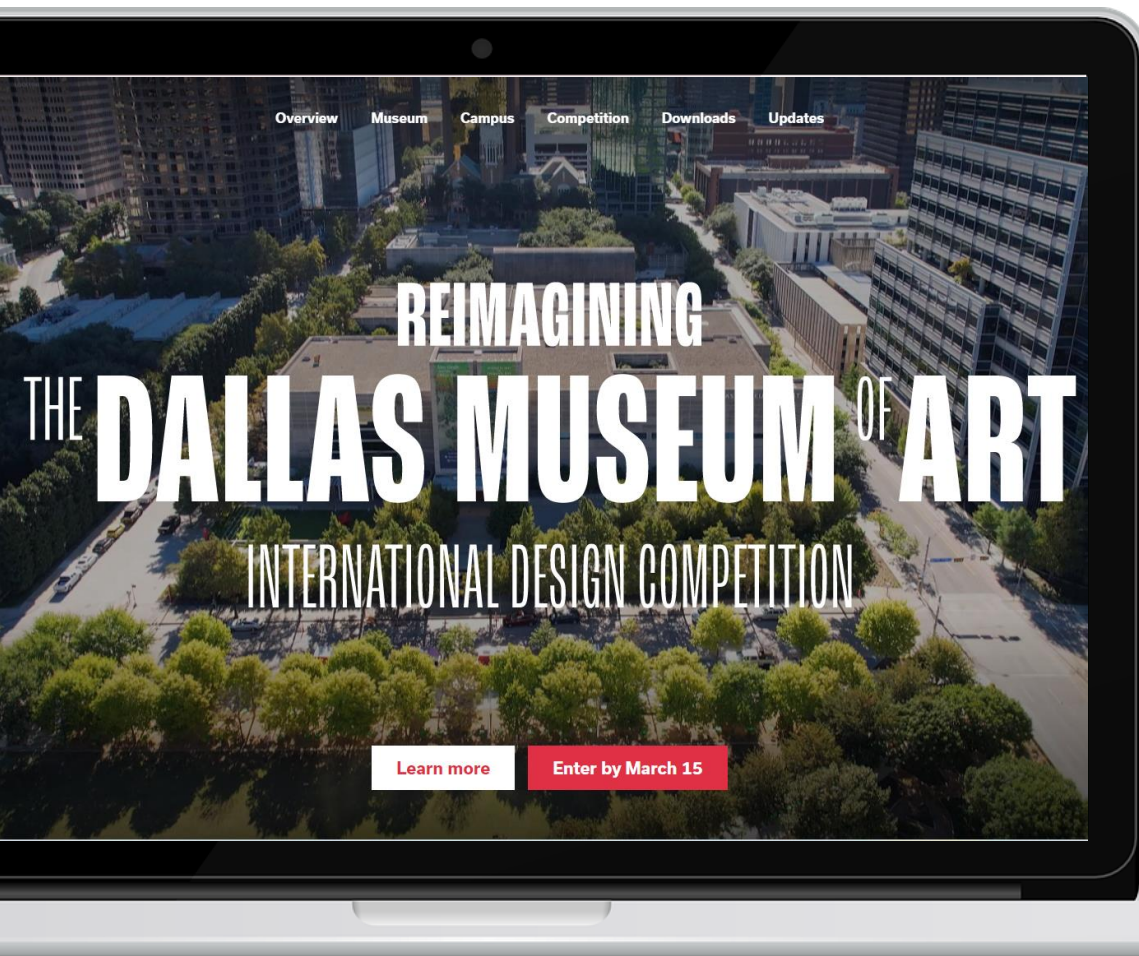 Overview Museum Campus Competition Downloads Updates
REIMAGINING
THE DALLAS MUSEUM OF ART
INTERNATIONAL DESIGN COMPETITION
Learn more Enter by March 15